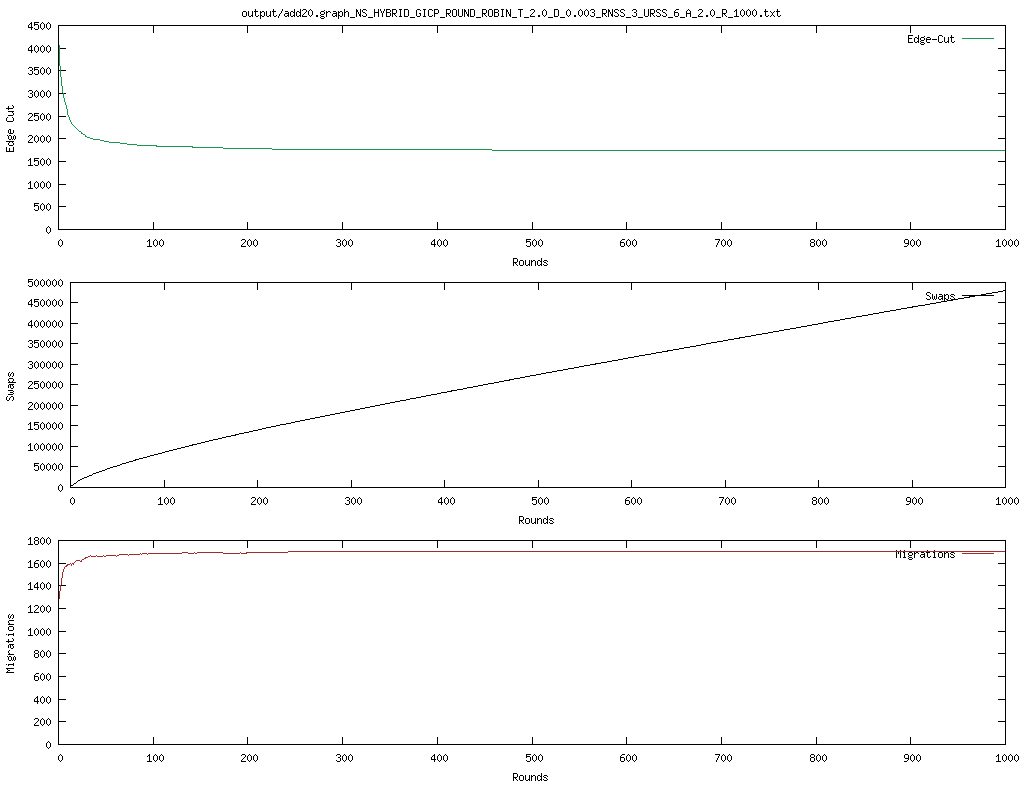 output/add20.graph_NS_HYBRID_GICP_ROUND_ROBIN_T_2.0_D_0.003_RNSS_3_URSS_6_A_2.0_R_1000.txt
4500
4000
3500
3000
2500
2000
1500
1000
500
0
Edge Cut
Edge-Cut
0 100 200 300 400 500 600 700 800 900 1000
Rounds
500000
450000
400000
350000
300000
250000
200000
150000
100000
50000
0
Swaps
Swaps
0 100 200 300 400 500 600 700 800 900 1000
Rounds
1800
1600
1400
1200
1000
800
600
400
200
0
Migrations
Migrations
0 100 200 300 400 500 600 700 800 900 1000
Rounds